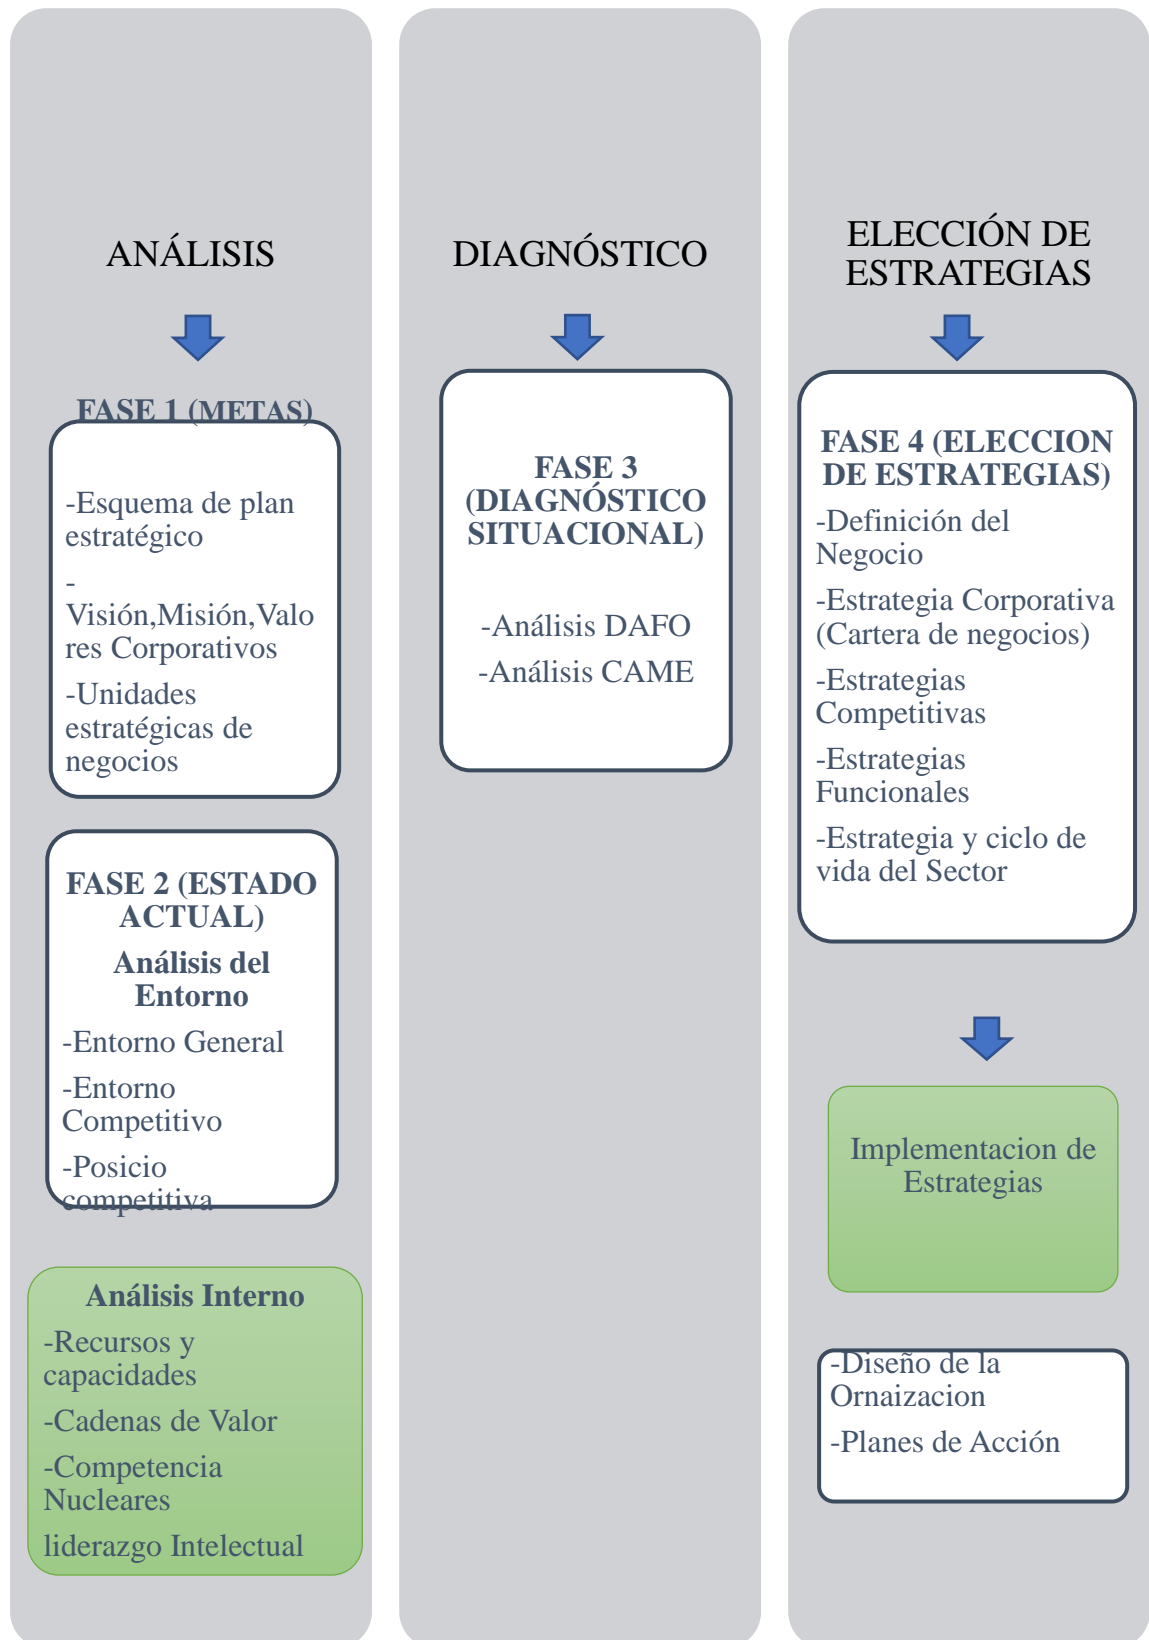 ANÁLISIS
FASE 1 (METAS)
-Esquema de plan
estratégico
-
Visión,Misión,Valo
res Corporativos
-Unidades
estratégicas de
negocios
FASE 2 (ESTADO
ACTUAL)
Análisis del
Entorno
-Entorno General
-Entorno
Competitivo
-Posicio
competitiva
Análisis Interno
-Recursos y
capacidades
-Cadenas de Valor
-Competencia
Nucleares
liderazgo Intelectual
DIAGNÓSTICO
FASE 3
(DIAGNÓSTICO
SITUACIONAL)
-Análisis DAFO
-Análisis CAME
ELECCIÓN DE
ESTRATEGIAS
FASE 4 (ELECCION
DE ESTRATEGIAS)
-Definición del
Negocio
-Estrategia Corporativa
(Cartera de negocios)
-Estrategias
Competitivas
-Estrategias
Funcionales
-Estrategia y ciclo de
vida del Sector
Implementacion de
Estrategias
-Diseño de la
Ornaizacion
-Planes de Acción